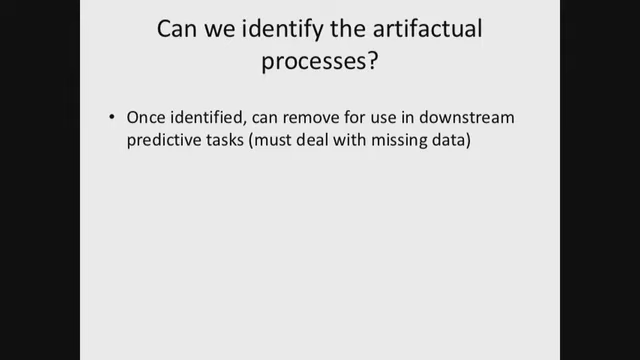 Can we identify the artifactual
processes?
• Once identified, can remove for use in downstream
predictive tasks (must deal with missing data)